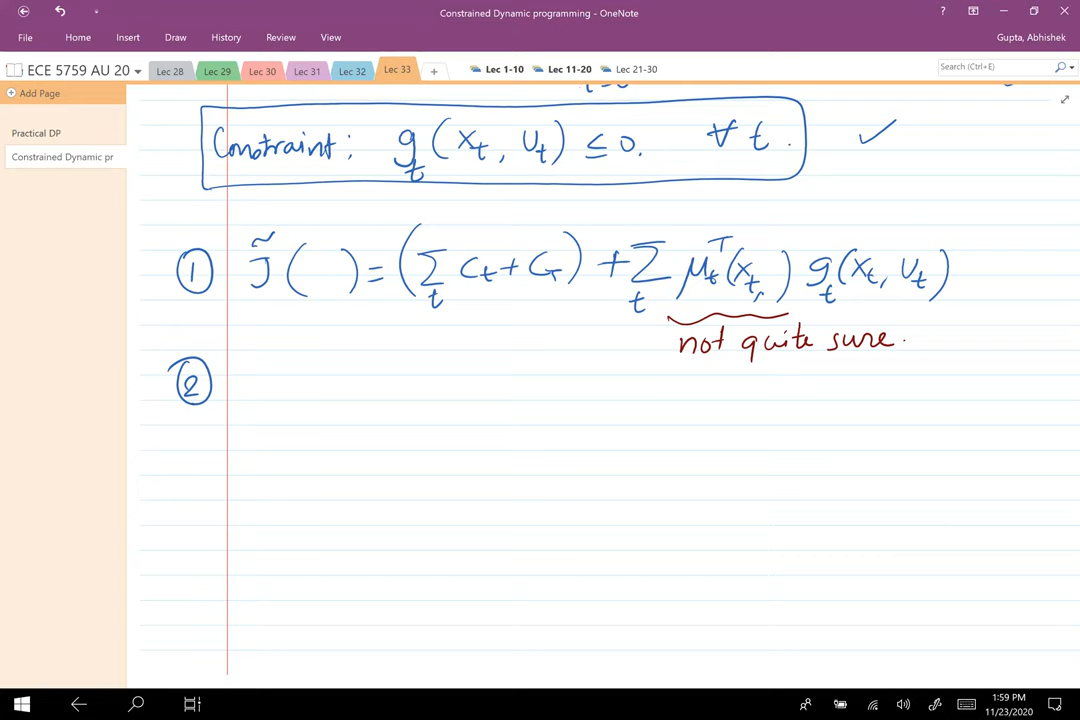 Constrained Dynamic programming - OneNote
?
File Home Insert Draw History Review View
Gupta, Abhishek
ECE 5759 AU 20
Lec 28 Lec 29 Lec 30 Lec 31 Lec 32 Lec 33 + Lec 1-10 Lec 11-20 Lec 21-30
Search (Ctrl+E)
Add Page
Practical DP
Constrained Dynamic pr
Constraint: g_t (x_t, u_t) ≤ 0. ∀ t. ✓
① J̃ ( ) = (∑_t C_t + C_T) + ∑_t μ_t^T (x_t, ) g_t (x_t, u_t)
not quite sure.
②
1:59 PM
11/23/2020